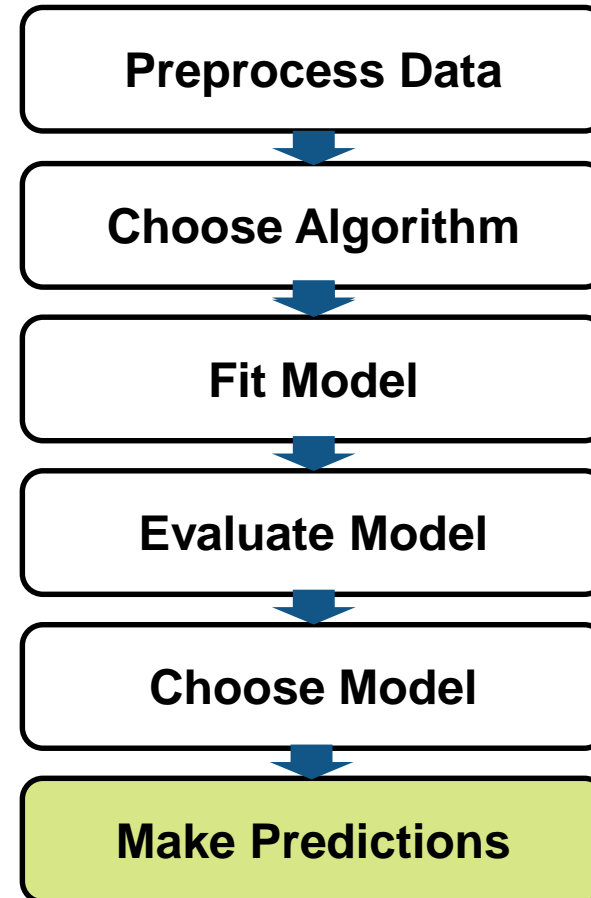 Preprocess Data
Choose Algorithm
Fit Model
Evaluate Model
Choose Model
Make Predictions